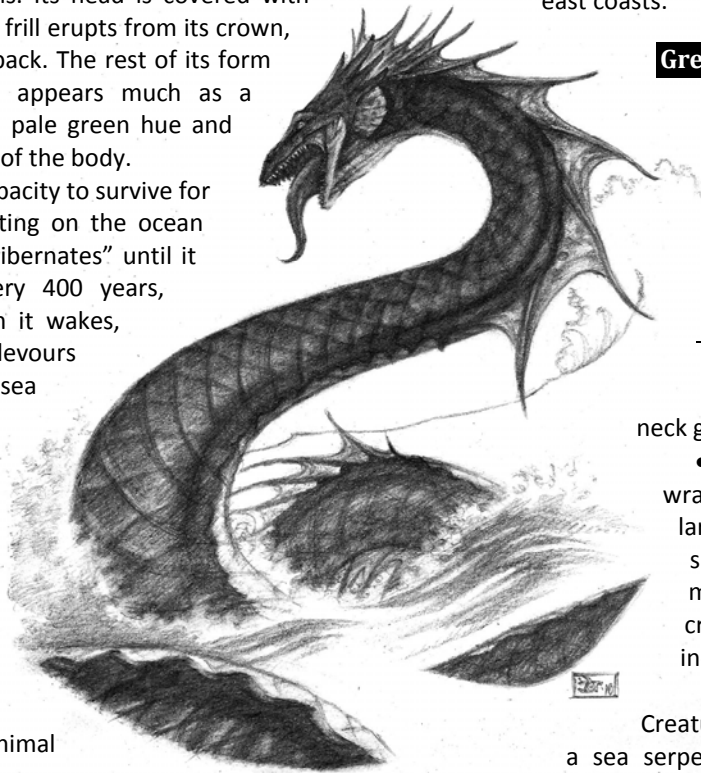 ns. Its head is covered with
frill erupts from its crown,
back. The rest of its form
appears much as a
pale green hue and
of the body.
pacity to survive for
ting on the ocean
ibernates” until it
ery 400 years,
n it wakes,
devours
sea
nimal
east coasts.
Gre
neck g
•
wra
lar
s
m
cr
in
Creatu
a sea serpe